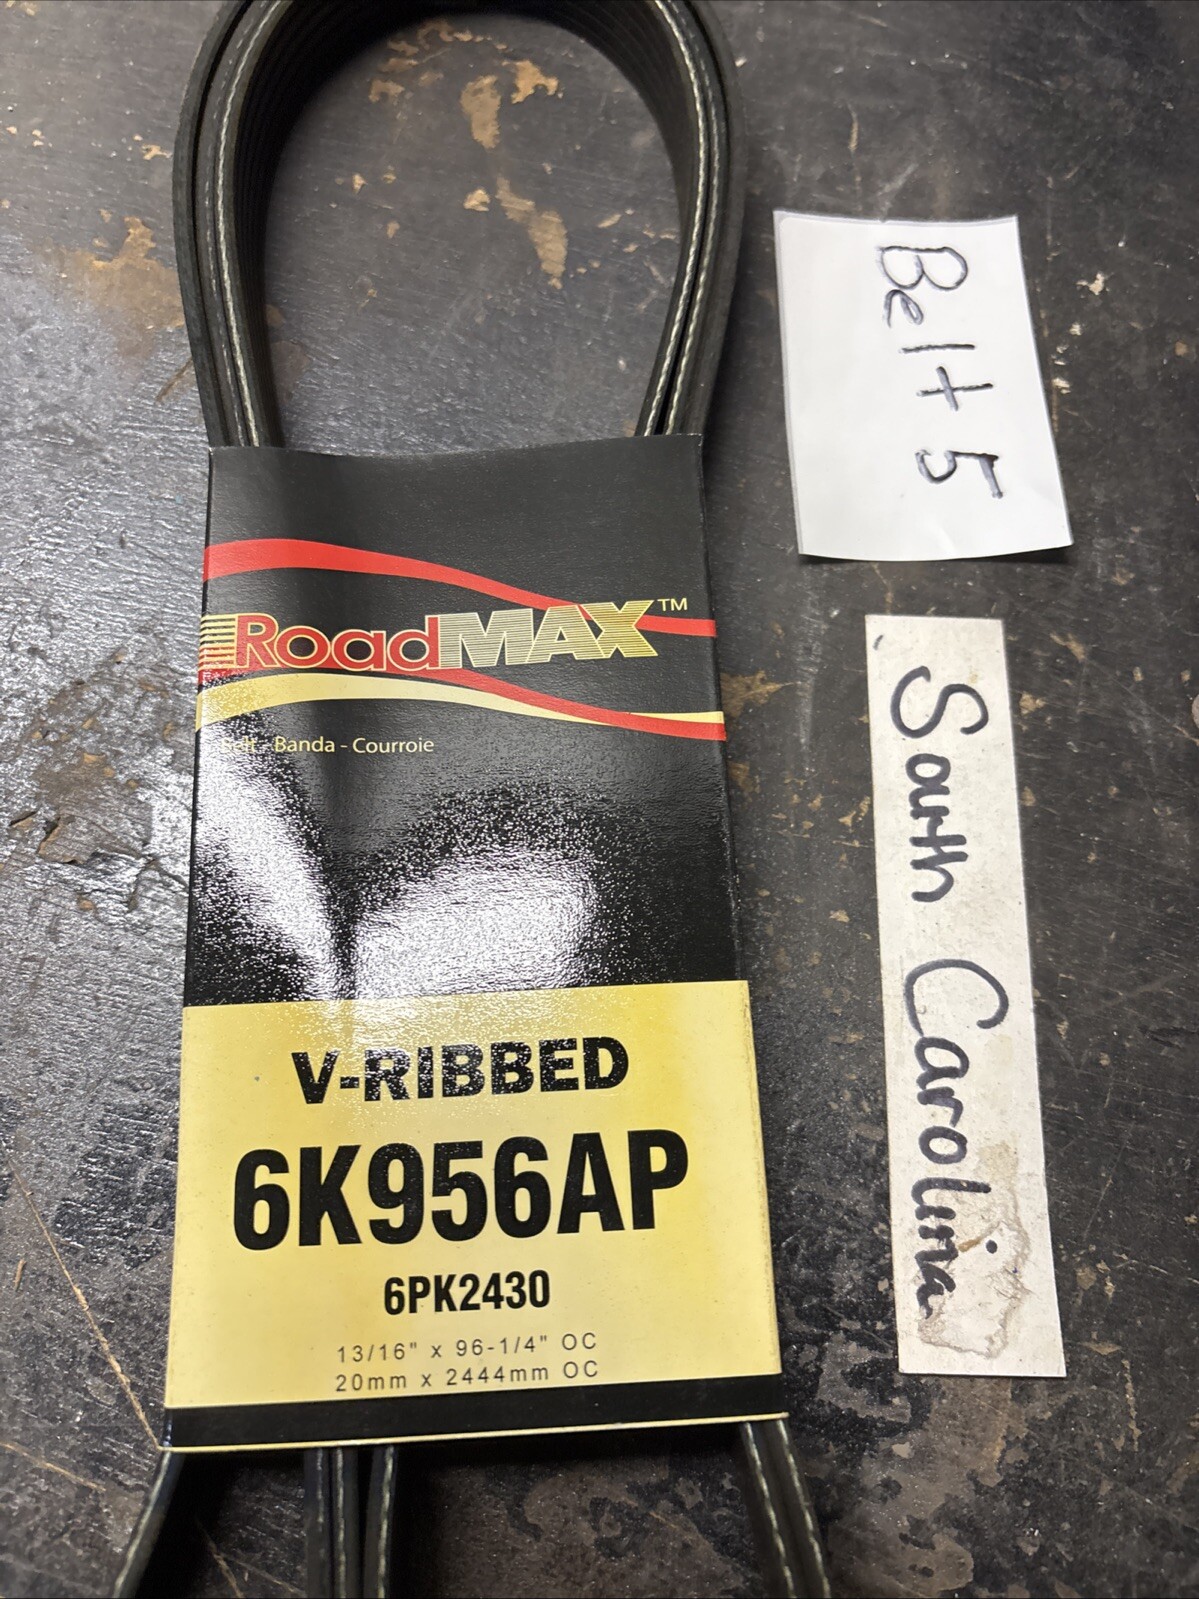 RoadMAX™
Belt - Banda - Courroie
V-RIBBED
6K956AP
6PK2430
13/16" x 96-1/4" OC
20mm x 2444mm OC
Belt 5
South Carolina